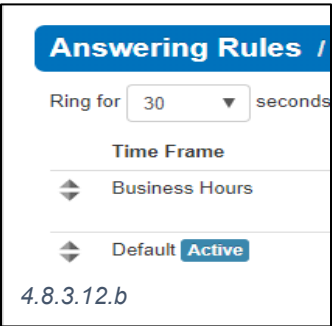 Answering Rules /
Ring for 30 seconds
Time Frame
Business Hours
Default Active
4.8.3.12.b